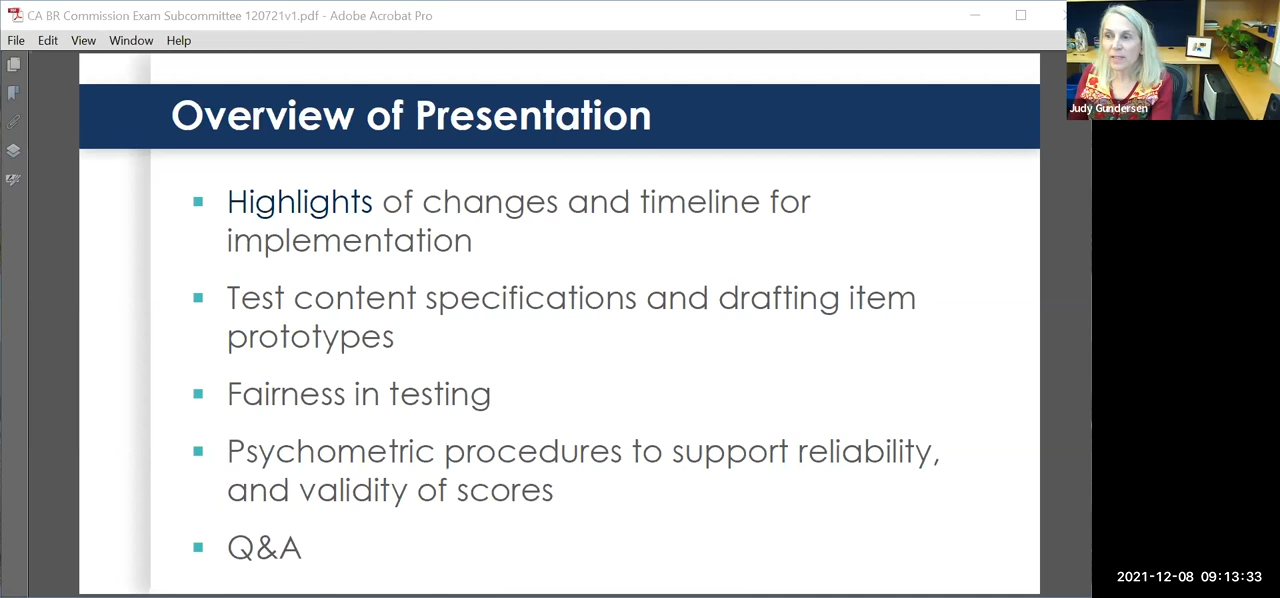 CA BR Commission Exam Subcommittee 120721v1.pdf - Adobe Acrobat Pro
File Edit View Window Help
Judy Gundersen
Overview of Presentation
Highlights of changes and timeline for
implementation
Test content specifications and drafting item
prototypes
Fairness in testing
Psychometric procedures to support reliability,
and validity of scores
Q&A
2021-12-08 09:13:33